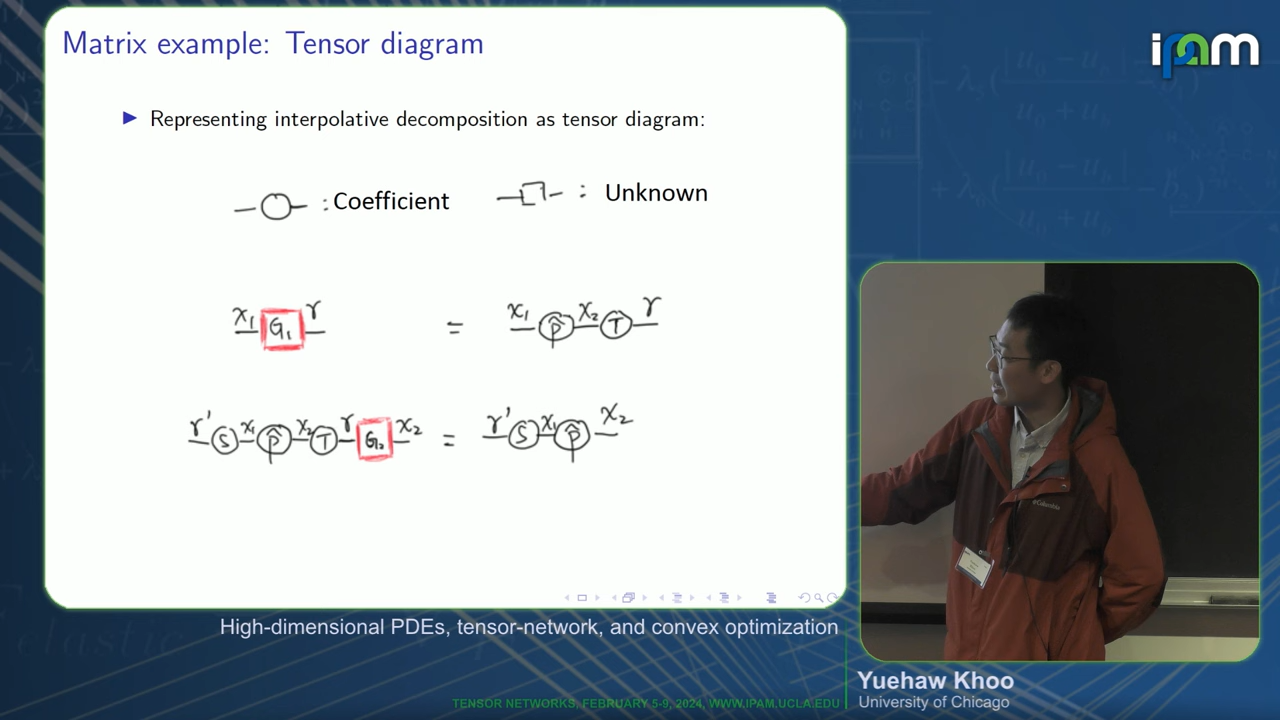 Matrix example: Tensor diagram
ipam
Representing interpolative decomposition as tensor diagram:
: Coefficient
: Unknown
x₁ G₁ r = x₁ p̂ x₂ T r
r' S x₁ p̂ x₂ T r G₂ x₂ = r' S x₁ p̂ x₂
High-dimensional PDEs, tensor-network, and convex optimization
Columbia
Yuehaw Khoo
University of Chicago
TENSOR NETWORKS, FEBRUARY 5-9, 2024, WWW.IPAM.UCLA.EDU